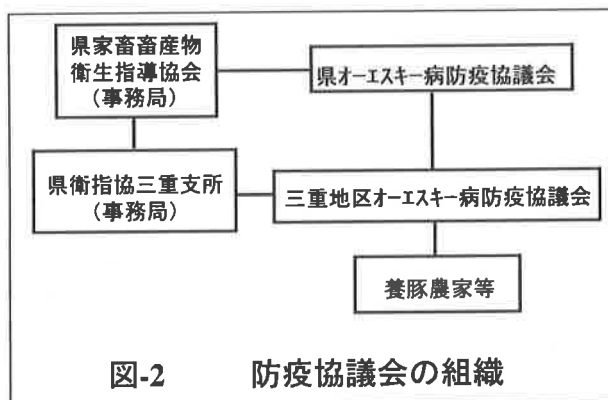 県家畜畜産物
衛生指導協会
(事務局)
県オーエスキー病防疫協議会
県衛指協三重支所
(事務局)
三重地区オーエスキー病防疫協議会
養豚農家等
図-2 防疫協議会の組織